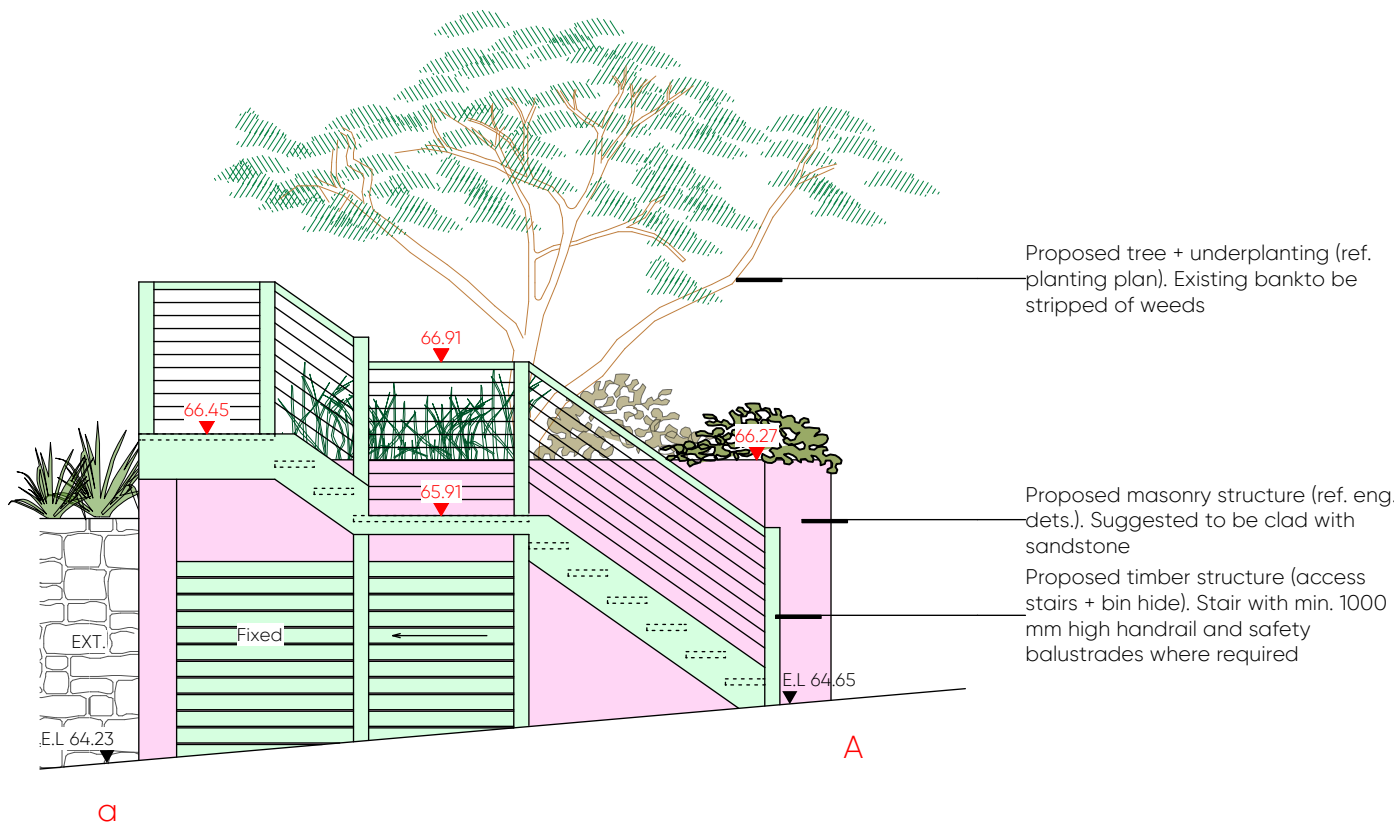 Proposed tree + underplanting (ref.
planting plan). Existing bankto be
stripped of weeds
66.91
66.45
66.27
Proposed masonry structure (ref. eng.
dets.). Suggested to be clad with
sandstone
65.91
Proposed timber structure (access
stairs + bin hide). Stair with min. 1000
mm high handrail and safety
balustrades where required
Fixed
EXT.
E.L 64.65
E.L 64.23
A
a